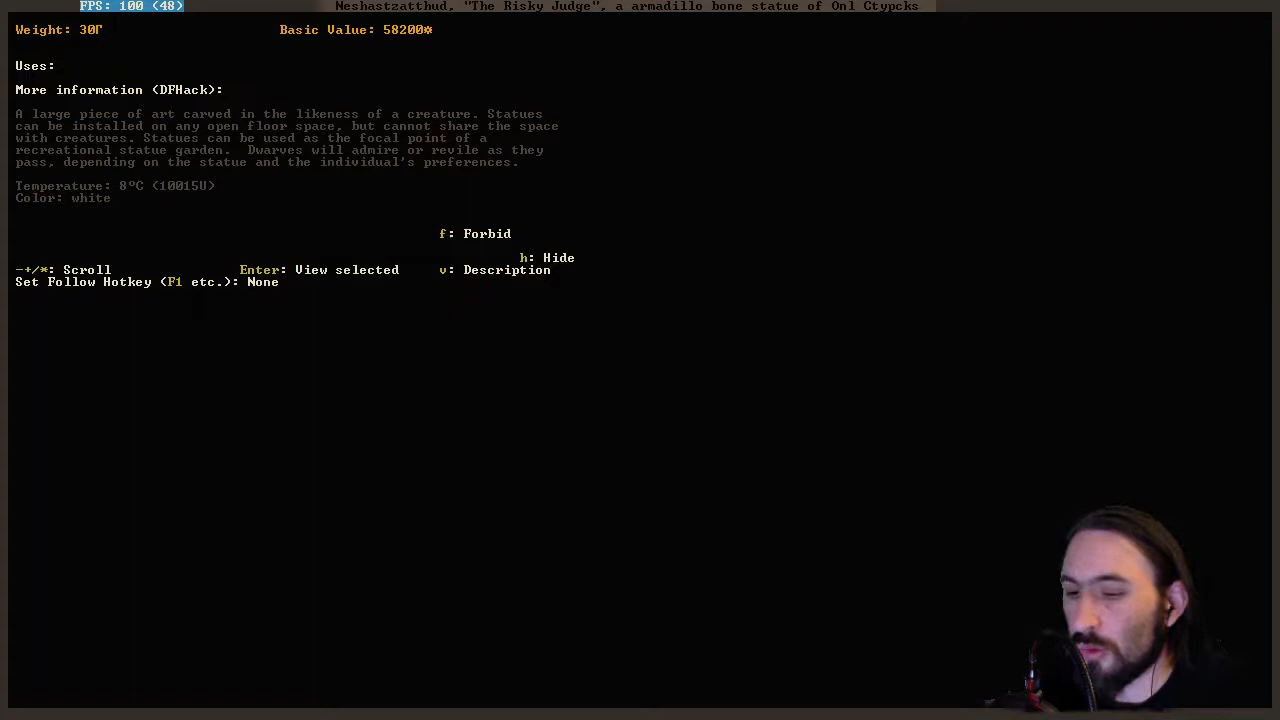 FPS: 100 (48)
Neshastzatthud, "The Risky Judge", a armadillo bone statue of Onl Ctypcks
Weight: 30Γ
Basic Value: 58200☼
Uses:
More information (DFHack):
A large piece of art carved in the likeness of a creature. Statues
can be installed on any open floor space, but cannot share the space
with creatures. Statues can be used as the focal point of a
recreational statue garden.  Dwarves will admire or revile as they
pass, depending on the statue and the individual's preferences.
Temperature: 8°C (10015U)
Color: white
f: Forbid
h: Hide
-+/*: Scroll
Enter: View selected
v: Description
Set Follow Hotkey (F1 etc.): None